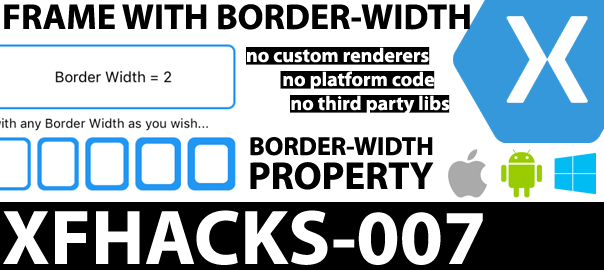 FRAME WITH BORDER-WIDTH
no custom renderers
Border Width = 2
no platform code
no third party libs
with any Border Width as you wish...
BORDER-WIDTH
PROPERTY
XFHACKS-007